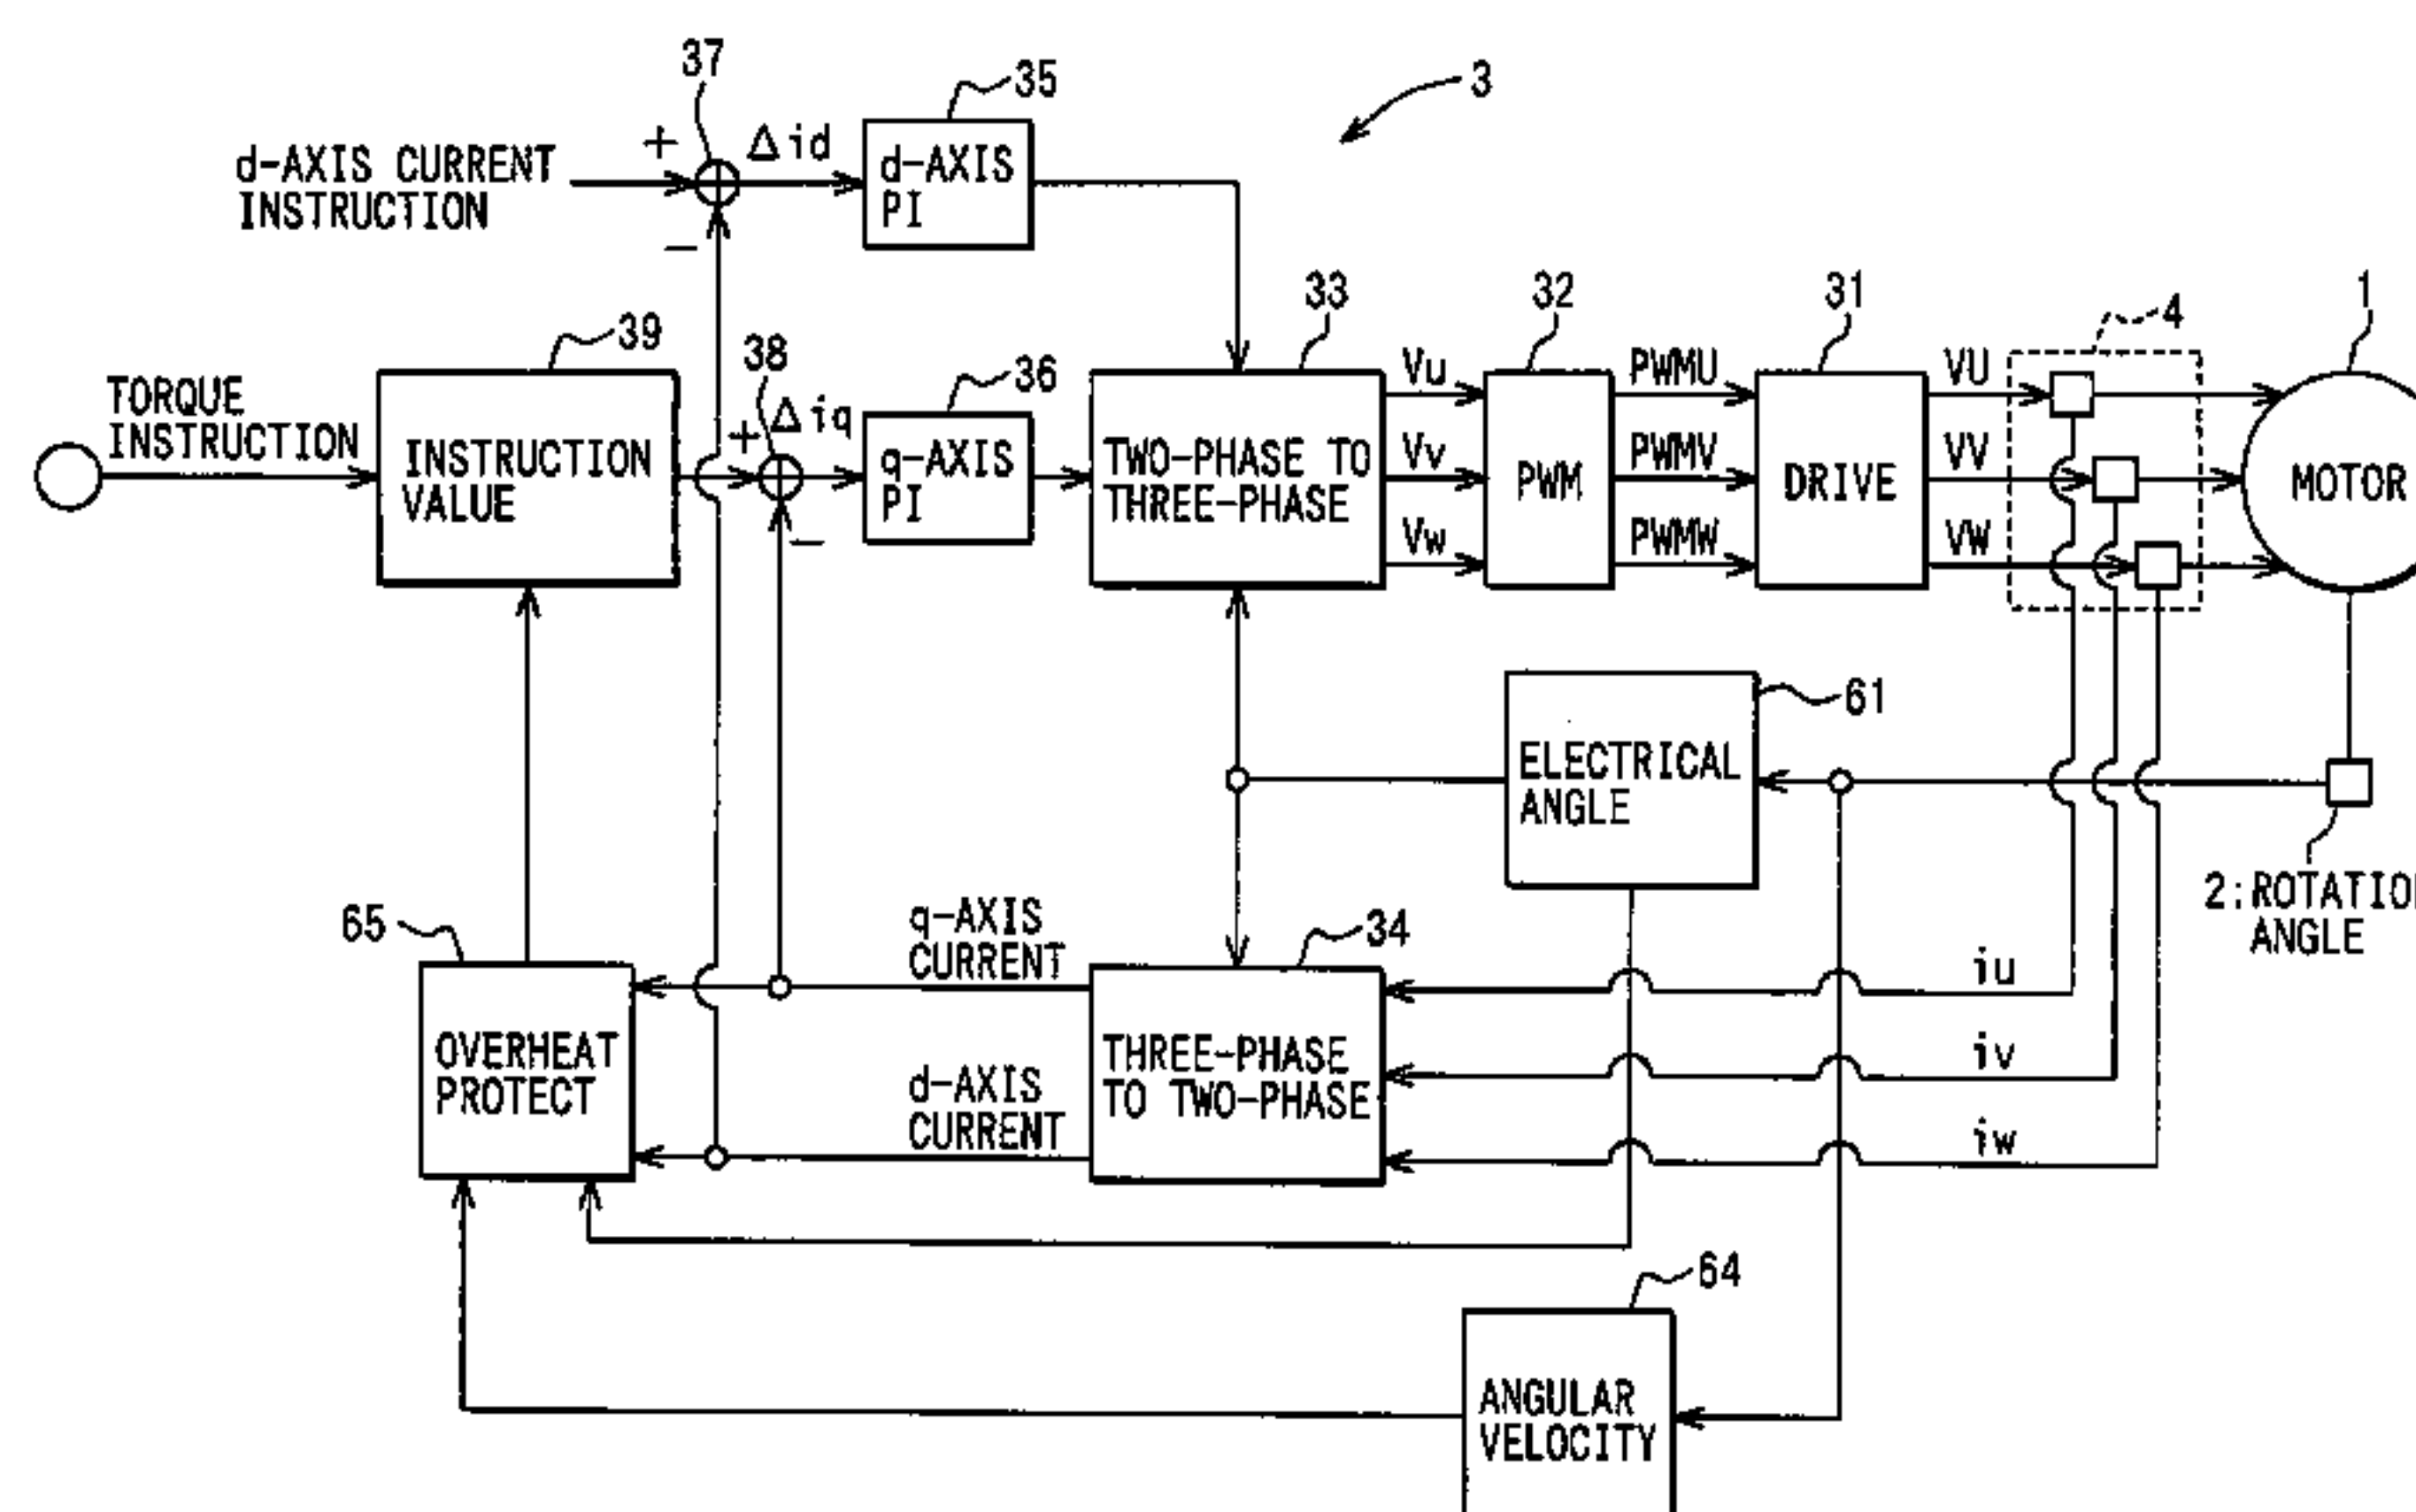 37
35
3
d-AXIS CURRENT
INSTRUCTION
+
Δid
−
d-AXIS
PI
39
38
36
33
32
31
4
1
TORQUE
INSTRUCTION
INSTRUCTION
VALUE
+
Δiq
−
q-AXIS
PI
TWO-PHASE TO
THREE-PHASE
Vu
Vv
Vw
PWM
PWMU
PWMV
PWMW
DRIVE
VU
VV
VW
MOTOR
61
ELECTRICAL
ANGLE
2:ROTATIO
ANGLE
65
OVERHEAT
PROTECT
q-AXIS
CURRENT
d-AXIS
CURRENT
34
THREE-PHASE
TO TWO-PHASE
iu
iv
iw
64
ANGULAR
VELOCITY